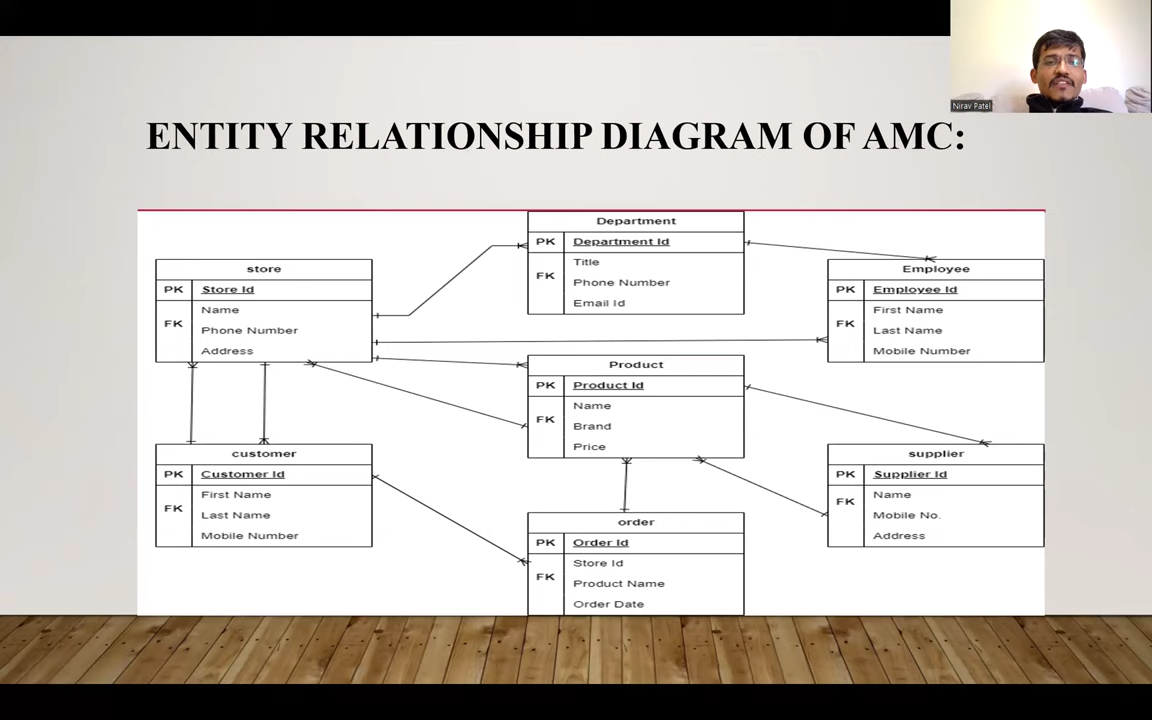 Nirav Patel
ENTITY RELATIONSHIP DIAGRAM OF AMC:
Department
PK Department Id
FK
Title
Phone Number
Email Id
store
PK Store Id
FK
Name
Phone Number
Address
Employee
PK Employee Id
FK
First Name
Last Name
Mobile Number
Product
PK Product Id
FK
Name
Brand
Price
customer
PK Customer Id
FK
First Name
Last Name
Mobile Number
supplier
PK Supplier Id
FK
Name
Mobile No.
Address
order
PK Order Id
FK
Store Id
Product Name
Order Date